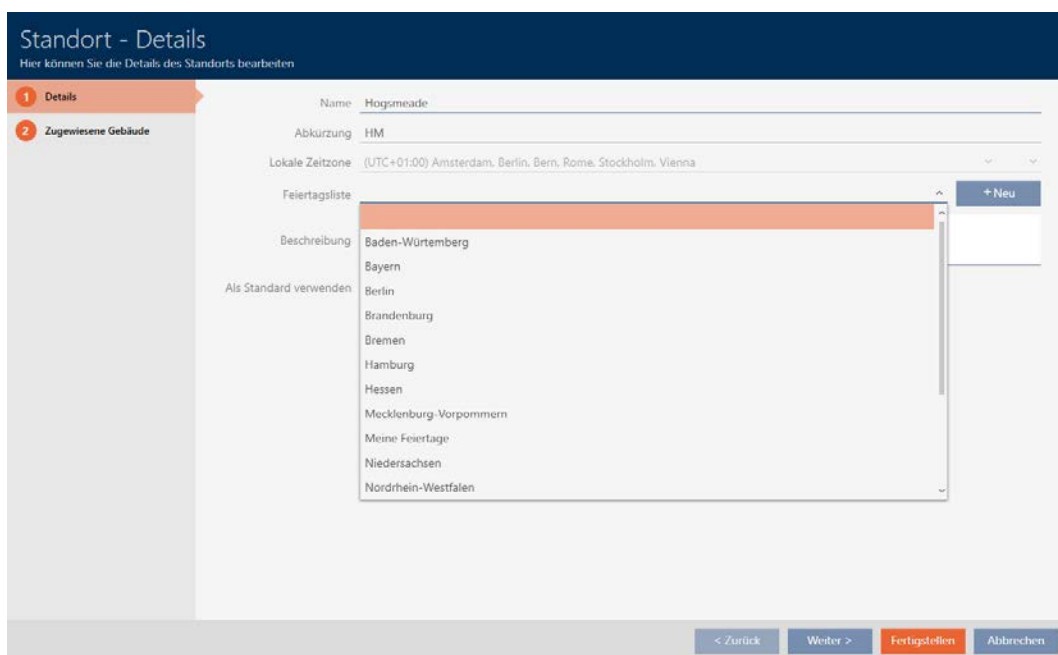 Standort - Details
Hier können Sie die Details des Standorts bearbeiten
1 Details
2 Zugewiesene Gebäude
Name Hogsmeade
Abkürzung HM
Lokale Zeitzone (UTC+01:00) Amsterdam, Berlin, Bern, Rome, Stockholm, Vienna
Feiertagsliste + Neu
Beschreibung
Als Standard verwenden
Baden-Würtemberg
Bayern
Berlin
Brandenburg
Bremen
Hamburg
Hessen
Mecklenburg-Vorpommern
Meine Feiertage
Niedersachsen
Nordrhein-Westfalen
< Zurück Weiter > Fertigstellen Abbrechen